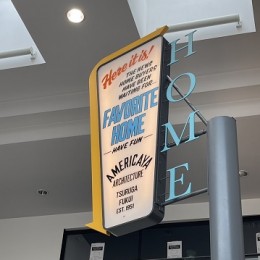 Here it is!
THE NEWS
HOME-BUYERS
HAVE BEEN
WAITING FOR
FAVORITE
HOME
HAVE FUN
AMERICAYA
ARCHITECTURE
TSURUGA
FUKUI
EST. 1951
HOME